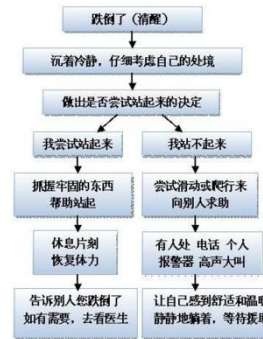 跌倒了（清醒）
沉着冷静，仔细考虑自己的处境
做出是否尝试站起来的决定
我尝试站起来
我站不起来
抓握牢固的东西
帮助站起
尝试滑动或爬行来
向别人求助
休息片刻
恢复体力
有人处 电话 个人
报警器 高声大叫
告诉别人您跌倒了
如有需要，去看医生
让自己感到舒适和温暖
静静地躺着，等待援助